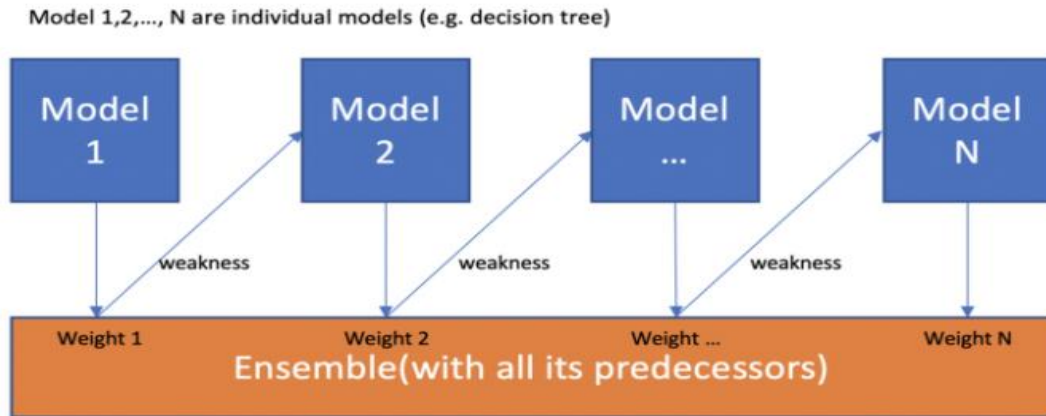 Model 1,2,..., N are individual models (e.g. decision tree)
Model
1
Model
2
Model
...
Model
N
weakness
weakness
weakness
Weight 1
Weight 2
Weight ...
Weight N
Ensemble(with all its predecessors)